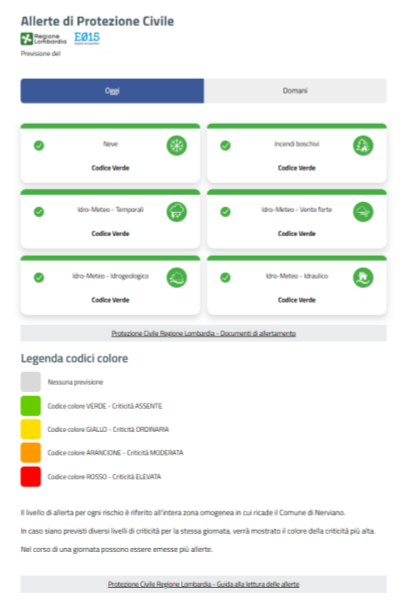 Allerte di Protezione Civile
Regione
Lombardia
E015
Previsione del
Oggi
Domani
Neve
Codice Verde
Incendi boschivi
Codice Verde
Idro-Meteo - Temporali
Codice Verde
Idro-Meteo - Vento forte
Codice Verde
Idro-Meteo - Idrogeologico
Codice Verde
Idro-Meteo - Idraulico
Codice Verde
Protezione Civile Regione Lombardia - Documenti di allertamento
Legenda codici colore
Nessuna previsione
Codice colore VERDE - Criticità ASSENTE
Codice colore GIALLO - Criticità ORDINARIA
Codice colore ARANCIONE - Criticità MODERATA
Codice colore ROSSO - Criticità ELEVATA
Il livello di allerta per ogni rischio è riferito all'intera zona omogenea in cui ricade il Comune di Nerviano.
In caso siano previsti diversi livelli di criticità per la stessa giornata, verrà mostrato il colore della criticità più alta.
Nel corso di una giornata possono essere emesse più allerte.
Protezione Civile Regione Lombardia - Guida alla lettura delle allerte